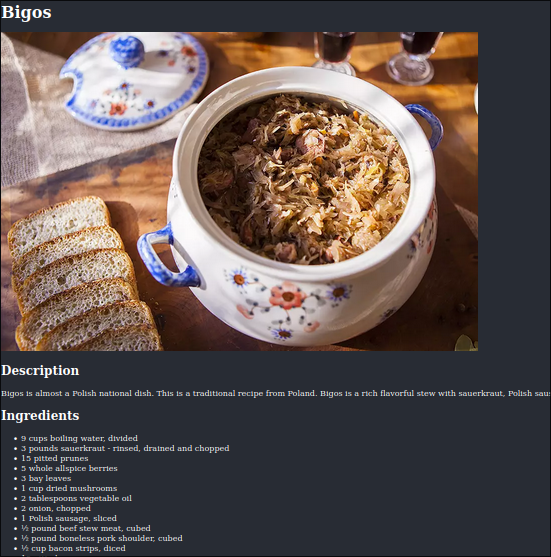 Bigos
Description
Bigos is almost a Polish national dish. This is a traditional recipe from Poland. Bigos is a rich flavorful stew with sauerkraut, Polish
Ingredients
• 9 cups boiling water, divided
• 3 pounds sauerkraut - rinsed, drained and chopped
• 15 pitted prunes
• 5 whole allspice berries
• 3 bay leaves
• 1 cup dried mushrooms
• 2 tablespoons vegetable oil
• 2 onion, chopped
• 1 Polish sausage, sliced
• ½ pound beef stew meat, cubed
• ½ pound boneless pork shoulder, cubed
• ½ cup bacon strips, diced